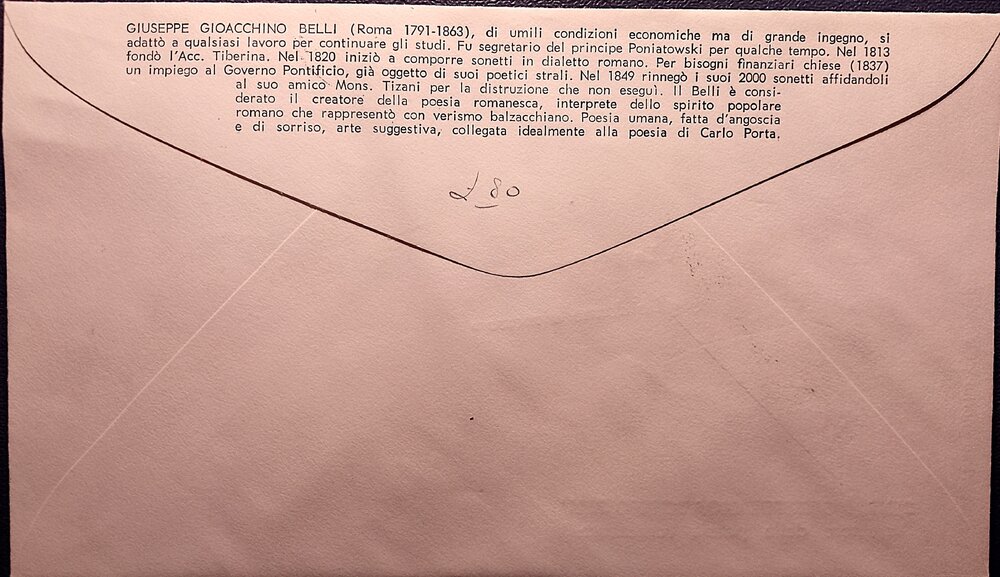 GIUSEPPE GIOACCHINO BELLI (Roma 1791-1863), di umili condizioni economiche ma di grande ingegno, si
adattò a qualsiasi lavoro per continuare gli studi. Fu segretario del principe Poniatowski per qualche tempo. Nel 1813
fondò l'Acc. Tiberina. Nel 1820 iniziò a comporre sonetti in dialetto romano. Per bisogni finanziari chiese (1837)
un impiego al Governo Pontificio, già oggetto di suoi poetici strali. Nel 1849 rinnegò i suoi 2000 sonetti affidandoli
al suo amico Mons. Tizani per la distruzione che non eseguì. Il Belli è consi-
derato il creatore della poesia romanesca, interprete dello spirito popolare
romano che rappresentò con verismo balzacchiano. Poesia umana, fatta d'angoscia
e di sorriso, arte suggestiva, collegata idealmente alla poesia di Carlo Porta.
£ 80